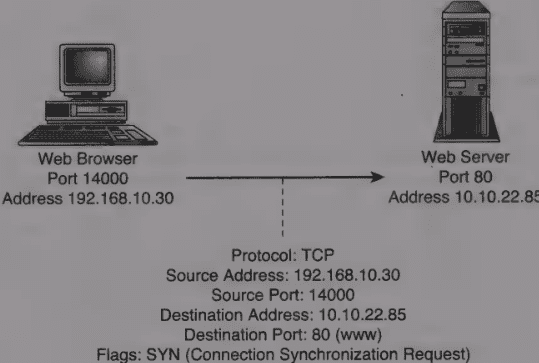 Web Browser
Port 14000
Address 192.168.10.30
Web Server
Port 80
Address 10.10.22.85
Protocol: TCP
Source Address: 192.168.10.30
Source Port: 14000
Destination Address: 10.10.22.85
Destination Port: 80 (www)
Flags: SYN (Connection Synchronization Request)